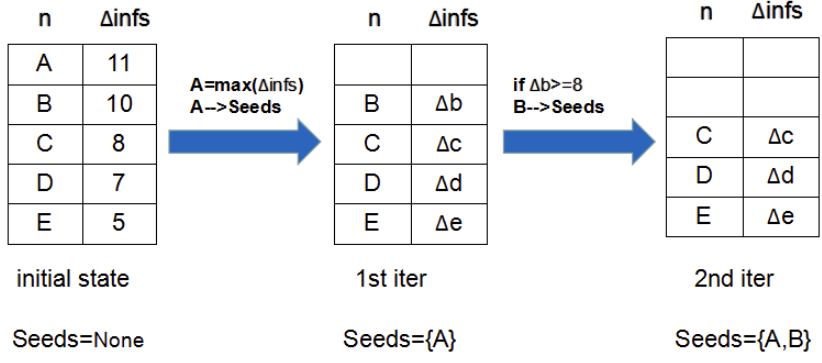 n Δinfs
A 11
B 10
C 8
D 7
E 5
initial state
Seeds=None
A=max(Δinfs)
A-->Seeds
n Δinfs
B Δb
C Δc
D Δd
E Δe
1st iter
Seeds={A}
if Δb>=8
B-->Seeds
n Δinfs
C Δc
D Δd
E Δe
2nd iter
Seeds={A,B}